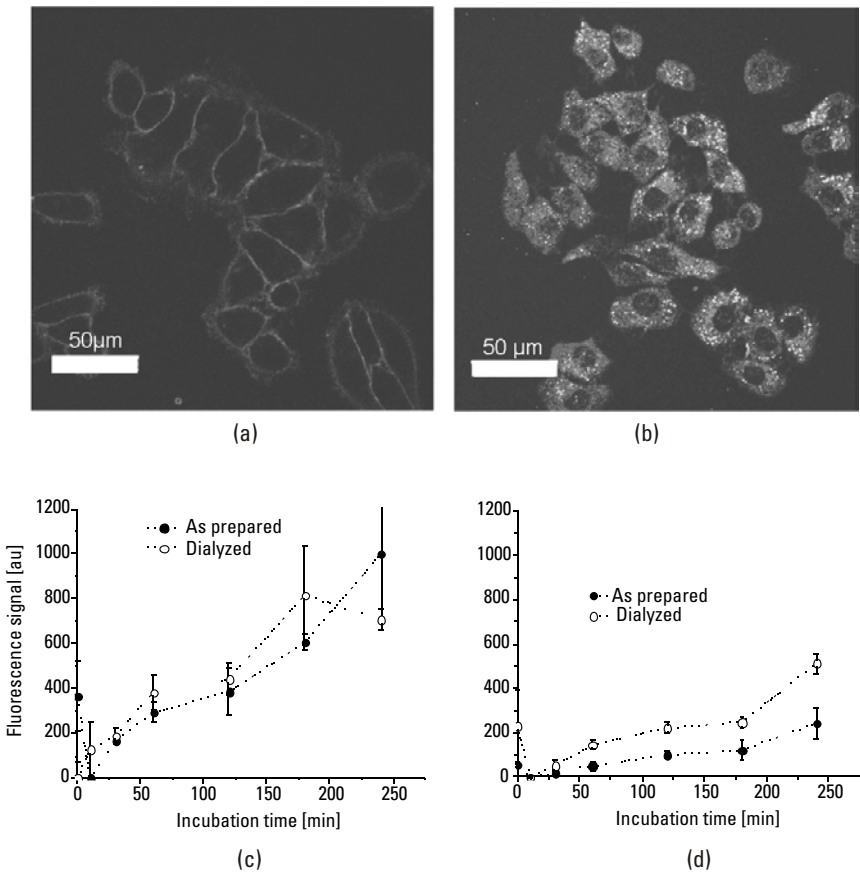 50µm
50 µm
(a)
(b)
1200
1000
800
600
400
200
0
Fluorescence signal [au]
As prepared
Dialyzed
0 50 100 150 200 250
Incubation time [min]
(c)
1200
1000
800
600
400
200
0
As prepared
Dialyzed
0 50 100 150 200 250
Incubation time [min]
(d)